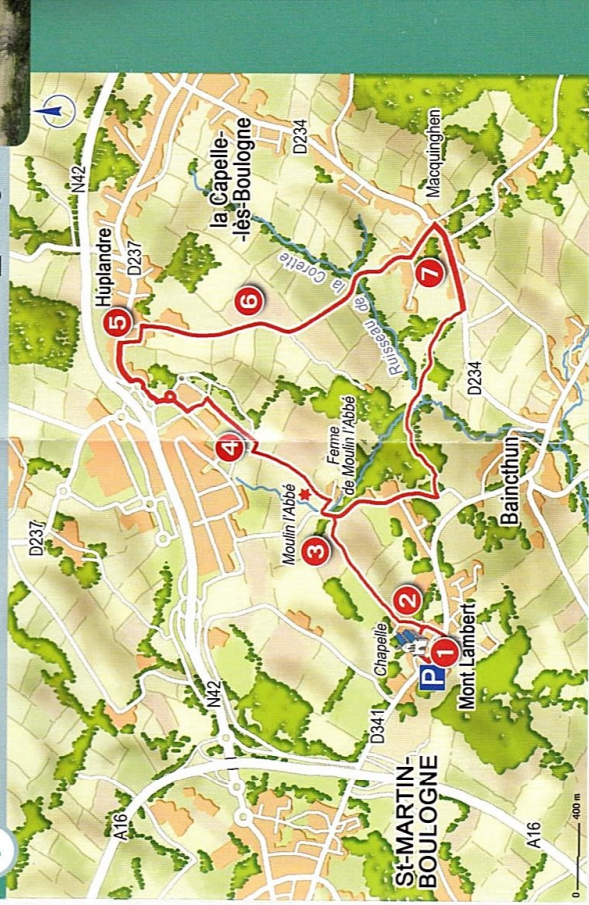 N42
Huplandre
5
D237
la Capelle-
-lès-Boulogne
D234
Macquinghen
6
7
Ruisseau de la Corette
D234
4
Ferme
de Moulin l'Abbé
Moulin l'Abbé
3
D237
Baincthun
2
Chapelle
1
P
Mont Lambert
N42
D341
St-MARTIN-
BOULOGNE
A16
A16
0 400 m